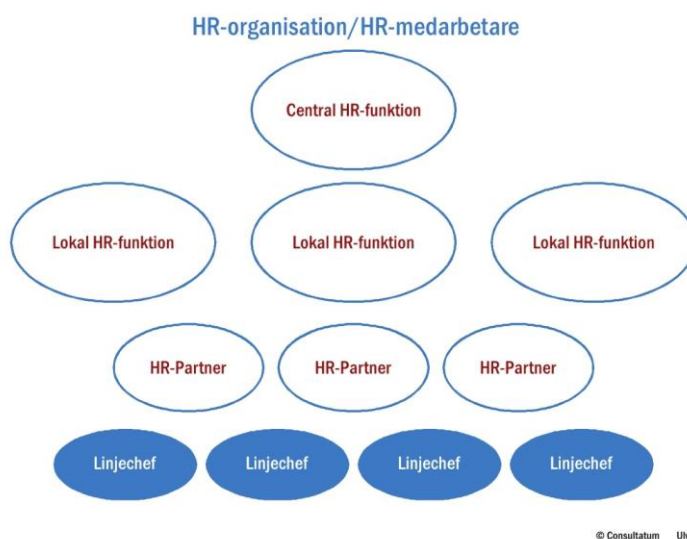 HR-organisation/HR-medarbetare
Central HR-funktion
Lokal HR-funktion Lokal HR-funktion Lokal HR-funktion
HR-Partner HR-Partner HR-Partner
Linjechef Linjechef Linjechef Linjechef
© Consultatum